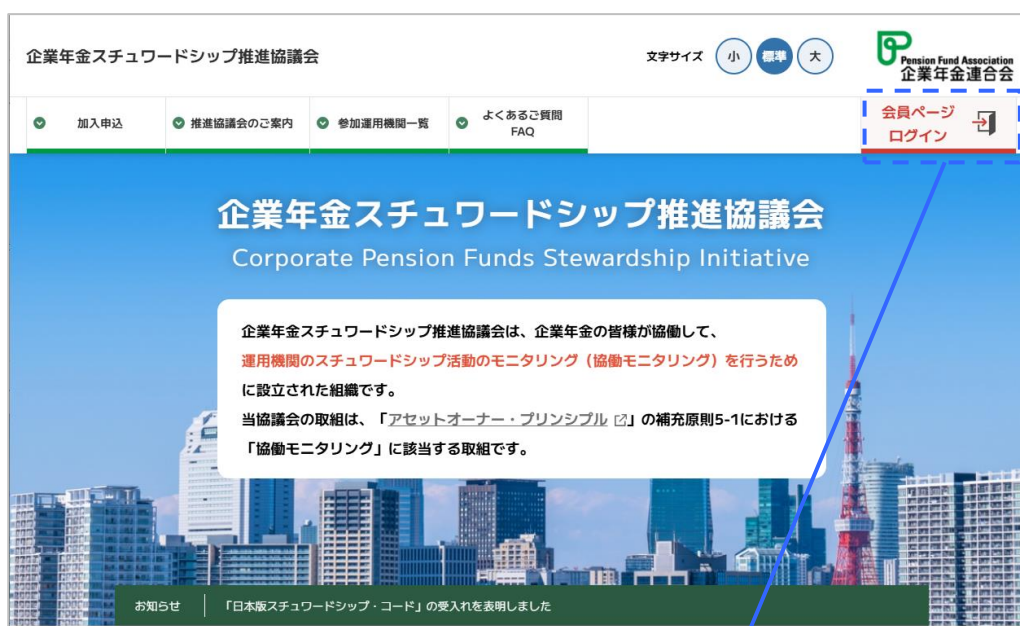 企業年金スチュワードシップ推進協議会
文字サイズ 小 標準 大
Pension Fund Association
企業年金連合会
加入申込
推進協議会のご案内
参加運用機関一覧
よくあるご質問
FAQ
会員ページ
ログイン
企業年金スチュワードシップ推進協議会
Corporate Pension Funds Stewardship Initiative
企業年金スチュワードシップ推進協議会は、企業年金の皆様が協働して、
運用機関のスチュワードシップ活動のモニタリング（協働モニタリング）を行うため
に設立された組織です。
当協議会の取組は、「アセットオーナー・プリンシプル」の補充原則5-1における
「協働モニタリング」に該当する取組です。
お知らせ 「日本版スチュワードシップ・コード」の受入れを表明しました